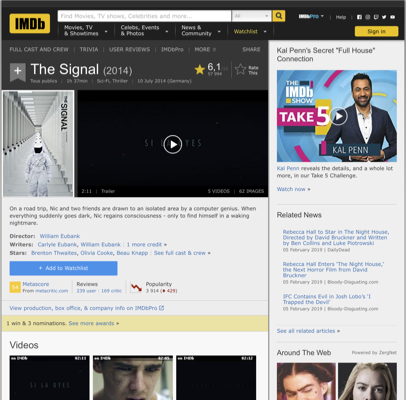 IMDb
Find Movies, TV shows, Celebrities and more...
All
Movies, TV & Showtimes
Celebs, Events & Photos
News & Community
Watchlist
IMDbPro
Help
Sign in
FULL CAST AND CREW | TRIVIA | USER REVIEWS | IMDbPro | MORE
SHARE
The Signal (2014)
6,1
Rate This
Tous publics | 1h 37min | Sci-Fi, Thriller | 10 July 2014 (Germany)
THE SIGNAL
2:11 | Trailer
5 VIDEOS | 62 IMAGES
On a road trip, Nic and two friends are drawn to an isolated area by a computer genius. When
everything suddenly goes dark, Nic regains consciousness - only to find himself in a waking
nightmare.
Director: William Eubank
Writers: Carlyle Eubank, William Eubank | 1 more credit »
Stars: Brenton Thwaites, Olivia Cooke, Beau Knapp | See full cast & crew »
+ Add to Watchlist
Metascore
From metacritic.com
Reviews
239 user | 169 critic
Popularity
3 914 (429)
View production, box office, & company info on IMDbPro
1 win & 3 nominations. See more awards »
Videos
02:11
Kal Penn's Secret "Full House"
Connection
THE IMDb SHOW
TAKE 5
KAL PENN
Kal Penn reveals the details, and a whole lot
more, in our Take 5 Challenge.
Watch now »
Related News
Rebecca Hall to Star in The Night House,
Directed by David Bruckner and Written
by Ben Collins and Luke Piotrowski
05 February 2019 | DailyDead
Rebecca Hall Enters 'The Night House,'
the Next Horror Film from David
Bruckner
05 February 2019 | Bloody-Disgusting.com
IFC Contains Evil in Josh Lobo's 'I
Trapped the Devil'
05 February 2019 | Bloody-Disgusting.com
See all related articles »
Around The Web
Powered by ZergNet